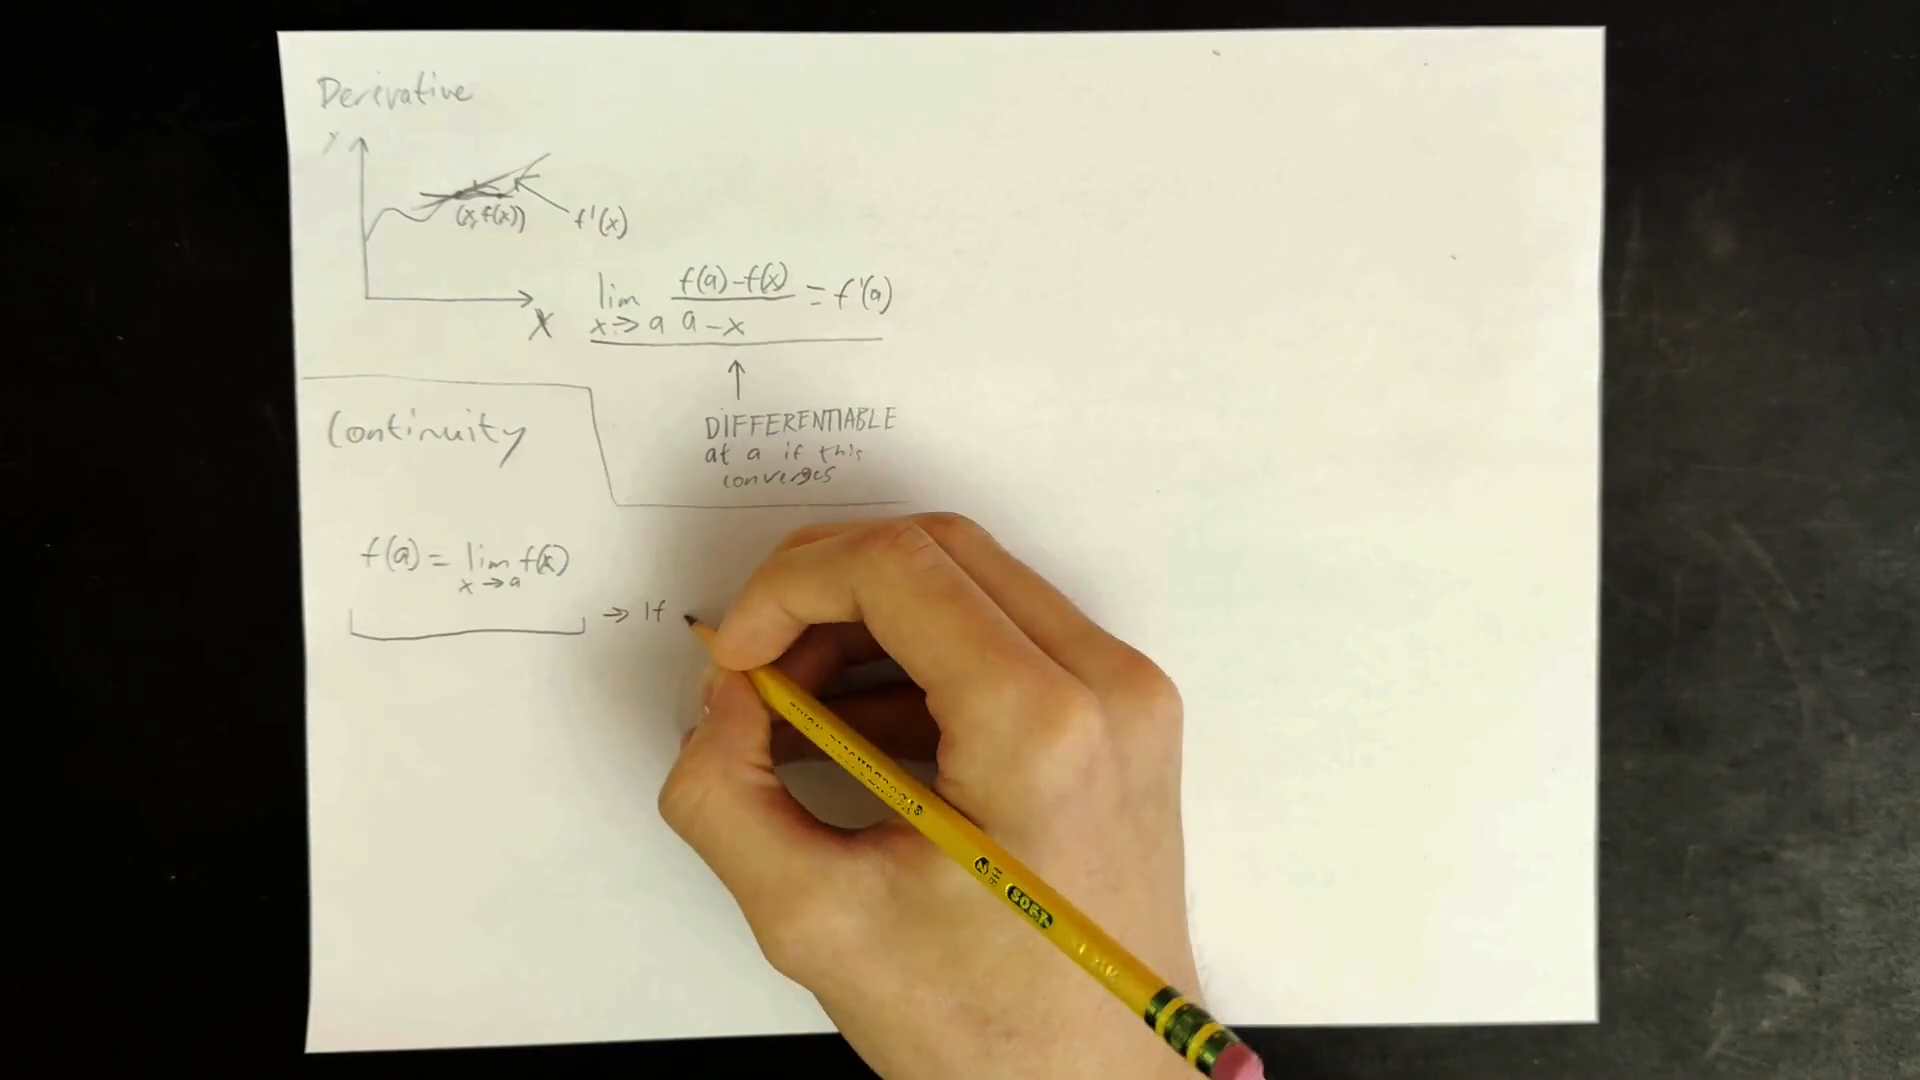 Derivative
y
(x, f(x))
f'(x)
X
lim f(a)-f(x) = f'(a)
x→a a-x
DIFFERENTIABLE
at a if this
converges
Continuity
f(a) = lim f(x)
x→a
→ If